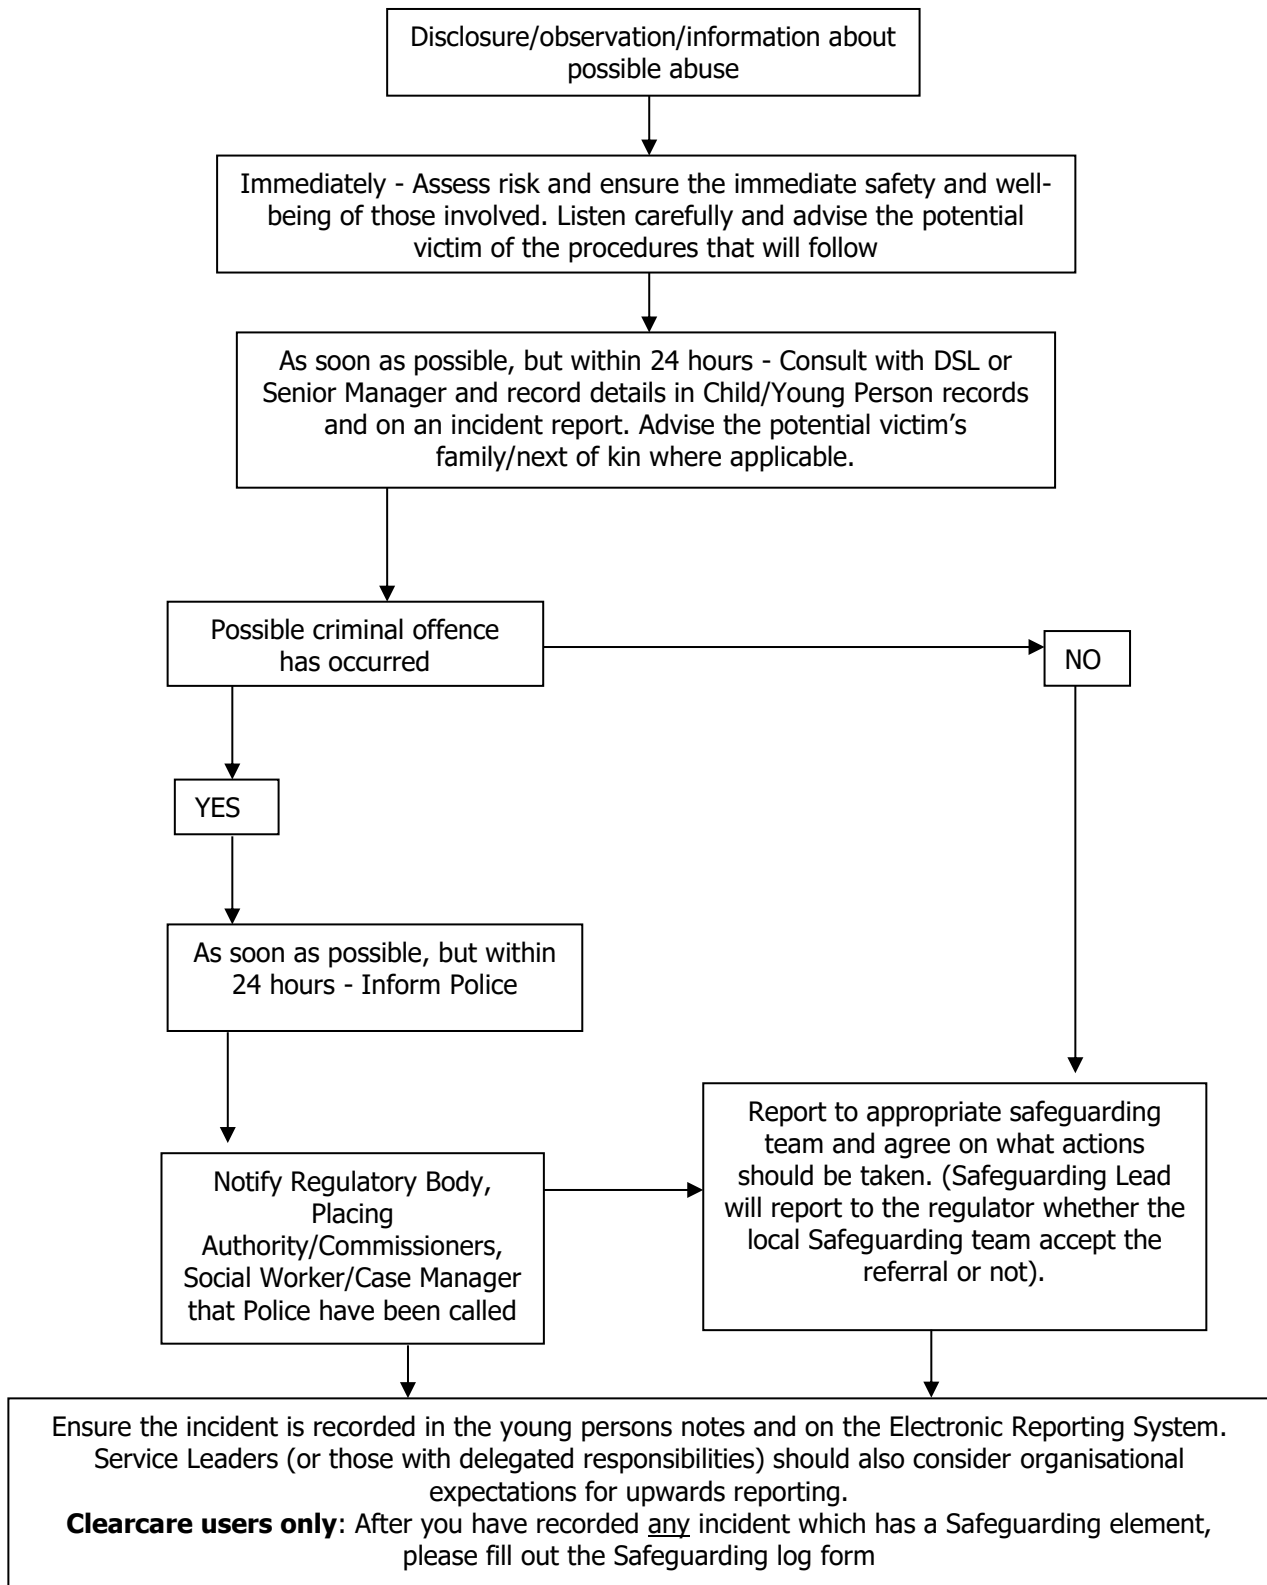 Disclosure/observation/information about
possible abuse
Immediately - Assess risk and ensure the immediate safety and well-
being of those involved. Listen carefully and advise the potential
victim of the procedures that will follow
As soon as possible, but within 24 hours - Consult with DSL or
Senior Manager and record details in Child/Young Person records
and on an incident report. Advise the potential victim’s
family/next of kin where applicable.
Possible criminal offence
has occurred
NO
YES
As soon as possible, but within
24 hours - Inform Police
Notify Regulatory Body,
Placing
Authority/Commissioners,
Social Worker/Case Manager
that Police have been called
Report to appropriate safeguarding
team and agree on what actions
should be taken. (Safeguarding Lead
will report to the regulator whether the
local Safeguarding team accept the
referral or not).
Ensure the incident is recorded in the young persons notes and on the Electronic Reporting System.
Service Leaders (or those with delegated responsibilities) should also consider organisational
expectations for upwards reporting.
Clearcare users only: After you have recorded any incident which has a Safeguarding element,
please fill out the Safeguarding log form